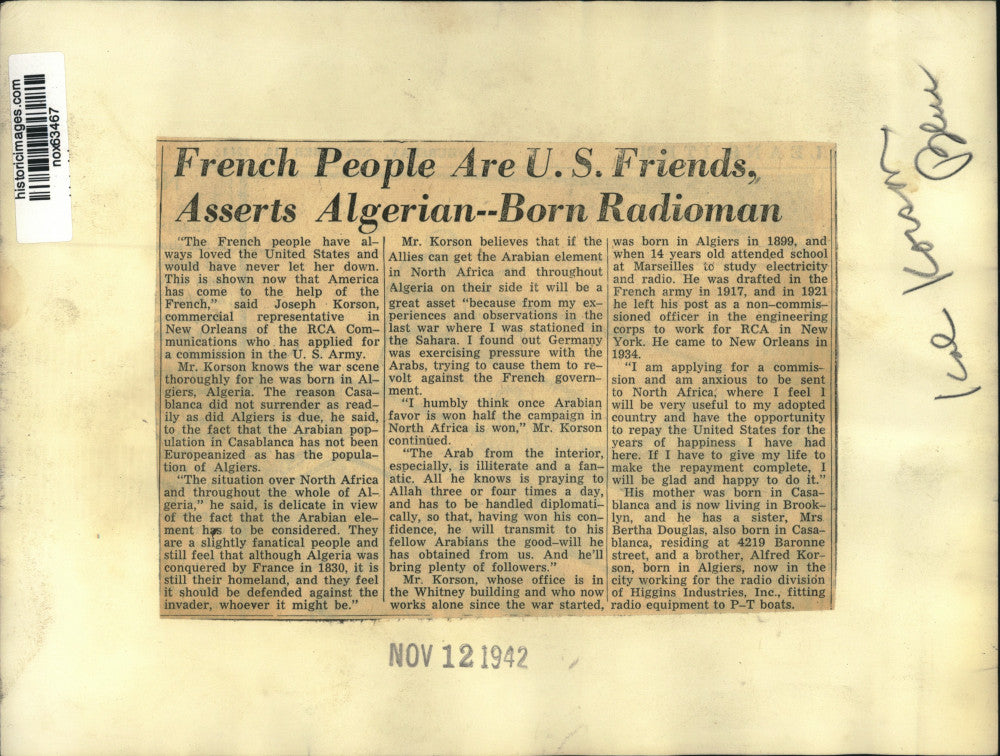 historicimages.com
nox63467
French People Are U. S. Friends,
Asserts Algerian--Born Radioman
"The French people have al-
ways loved the United States and
would have never let her down.
This is shown now that America
has come to the help of the
French," said Joseph Korson,
commercial representative in
New Orleans of the RCA Com-
munications who has applied for
a commission in the U. S. Army.
Mr. Korson knows the war scene
thoroughly for he was born in Al-
giers, Algeria. The reason Casa-
blanca did not surrender as read-
ily as did Algiers is due, he said,
to the fact that the Arabian pop-
ulation in Casablanca has not been
Europeanized as has the popula-
tion of Algiers.
"The situation over North Africa
and throughout the whole of Al-
geria," he said, is delicate in view
of the fact that the Arabian ele-
ment has to be considered. They
are a slightly fanatical people and
still feel that although Algeria was
conquered by France in 1830, it is
still their homeland, and they feel
it should be defended against the
invader, whoever it might be."
Mr. Korson believes that if the
Allies can get the Arabian element
in North Africa and throughout
Algeria on their side it will be a
great asset "because from my ex-
periences and observations in the
last war where I was stationed in
the Sahara. I found out Germany
was exercising pressure with the
Arabs, trying to cause them to re-
volt against the French govern-
ment.
"I humbly think once Arabian
favor is won half the campaign in
North Africa is won," Mr. Korson
continued.
"The Arab from the interior,
especially, is illiterate and a fan-
atic. All he knows is praying to
Allah three or four times a day,
and has to be handled diplomati-
cally, so that, having won his con-
fidence, he will transmit to his
fellow Arabians the good-will he
has obtained from us. And he'll
bring plenty of followers."
Mr. Korson, whose office is in
the Whitney building and who now
works alone since the war started,
was born in Algiers in 1899, and
when 14 years old attended school
at Marseilles to study electricity
and radio. He was drafted in the
French army in 1917, and in 1921
he left his post as a non-commis-
sioned officer in the engineering
corps to work for RCA in New
York. He came to New Orleans in
1934.
"I am applying for a commis-
sion and am anxious to be sent
to North Africa, where I feel I
will be very useful to my adopted
country and have the opportunity
to repay the United States for the
years of happiness I have had
here. If I have to give my life to
make the repayment complete, I
will be glad and happy to do it."
His mother was born in Casa-
blanca and is now living in Brook-
lyn, and he has a sister, Mrs
Bertha Douglas, also born in Casa-
blanca, residing at 4219 Baronne
street, and a brother, Alfred Kor-
son, born in Algiers, now in the
city working for the radio division
of Higgins Industries, Inc., fitting
radio equipment to P-T boats.
NOV 12 1942